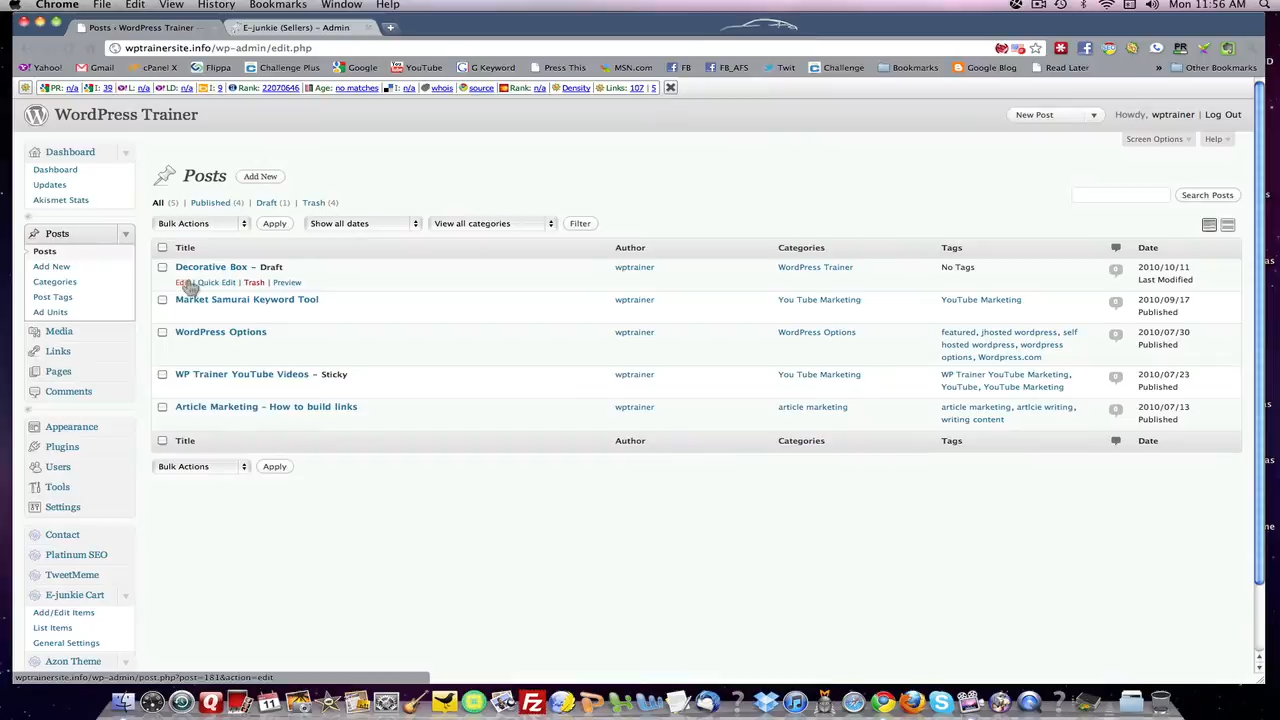 Chrome File Edit View History Bookmarks Window Help Mon 11:56 AM
Posts ‹ WordPress Trainer — E-junkie (Sellers) – Admin
wptrainersite.info/wp-admin/edit.php
Yahoo! Gmail cPanel X Flippa Challenge Plus Google YouTube G Keyword Press This MSN.com FB FB_AFS Twit Challenge Bookmarks Google Blog Read Later » Other Bookmarks
PR: n/a I: 39 L: n/a LD: n/a I: 9 Rank: 22070646 Age: no matches I: n/a whois source Rank: n/a Density Links: 107 | 5
WordPress Trainer New Post Howdy, wptrainer | Log Out
Screen Options Help
Dashboard
Dashboard
Updates
Akismet Stats
Posts
Posts
Add New
Categories
Post Tags
Ad Units
Media
Links
Pages
Comments
Appearance
Plugins
Users
Tools
Settings
Contact
Platinum SEO
TweetMeme
E-junkie Cart
Add/Edit Items
List Items
General Settings
Azon Theme
Posts Add New
All (5) | Published (4) | Draft (1) | Trash (4)
Search Posts
Bulk Actions Apply Show all dates View all categories Filter
Title Author Categories Tags Date
Decorative Box – Draft wptrainer WordPress Trainer No Tags 0 2010/10/11
Edit | Quick Edit | Trash | Preview Last Modified
Market Samurai Keyword Tool wptrainer You Tube Marketing YouTube Marketing 0 2010/09/17
Published
WordPress Options wptrainer WordPress Options featured, jhosted wordpress, self 0 2010/07/30
hosted wordpress, wordpress Published
options, Wordpress.com
WP Trainer YouTube Videos – Sticky wptrainer You Tube Marketing WP Trainer YouTube Marketing, 0 2010/07/23
YouTube, YouTube Marketing Published
Article Marketing – How to build links wptrainer article marketing article marketing, artlcie writing, 0 2010/07/13
writing content Published
Title Author Categories Tags Date
Bulk Actions Apply
wptrainersite.info/wp-admin/post.php?post=181&action=edit